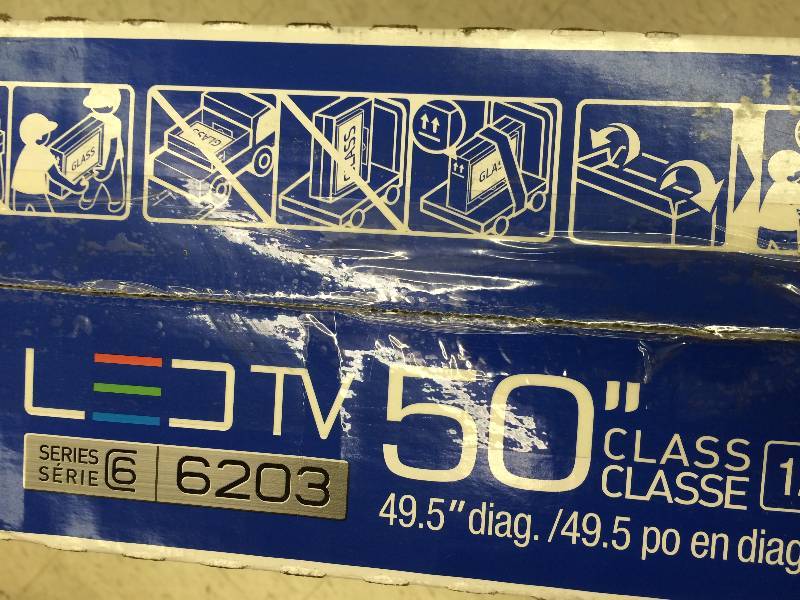 GLASS
GLASS
GLASS
GLA
LED TV 50" CLASS
CLASSE
SERIES
SÉRIE 6 6203
49.5" diag. /49.5 po en diag